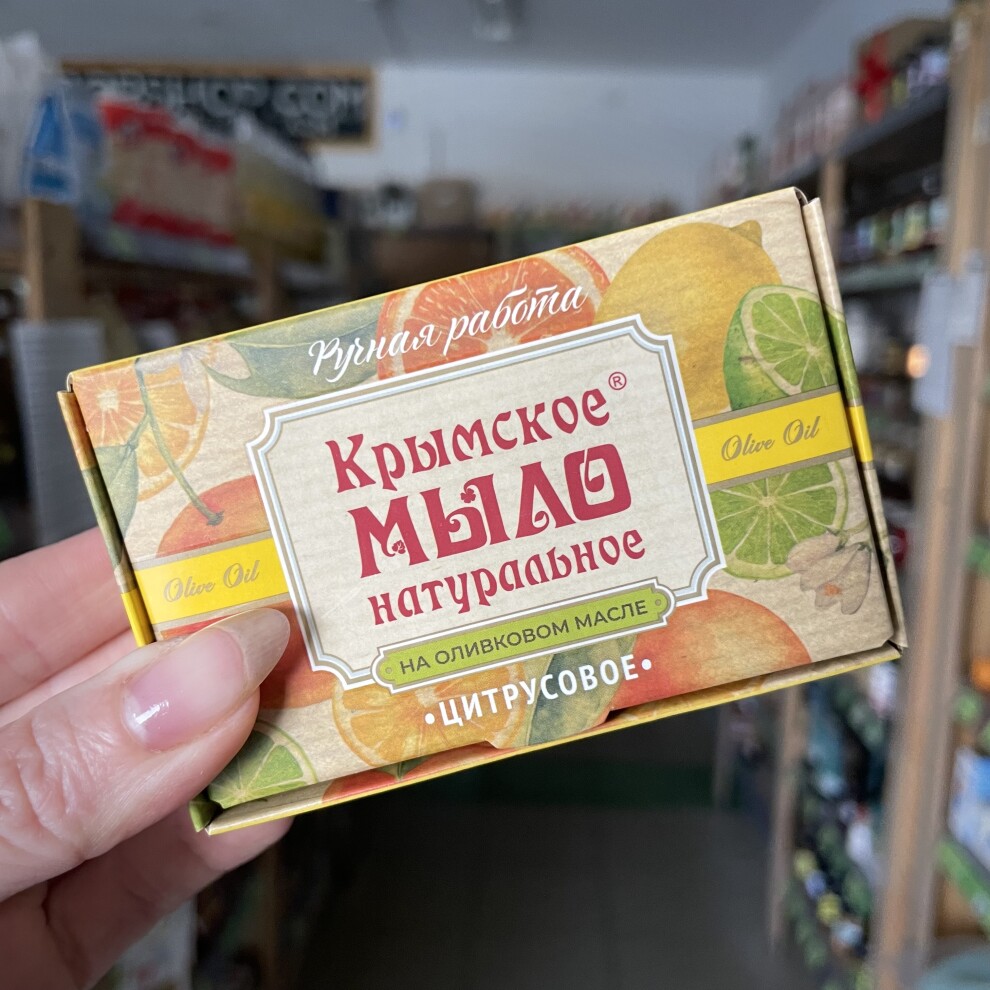 Ручная работа
Крымское®
МЫЛО
натуральное
НА ОЛИВКОВОМ МАСЛЕ
•ЦИТРУСОВОЕ•
Olive Oil
Olive Oil